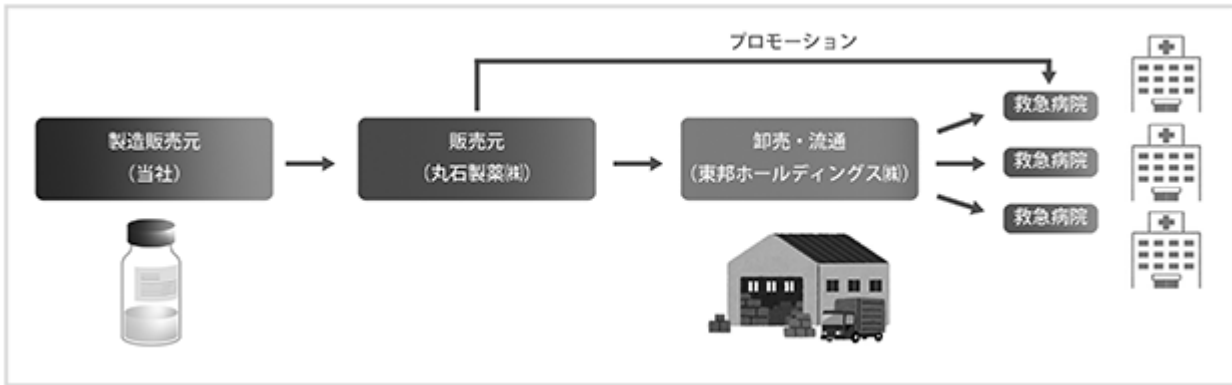 プロモーション
製造販売元
（当社）
販売元
（丸石製薬㈱）
卸売・流通
（東邦ホールディングス㈱）
救急病院
救急病院
救急病院